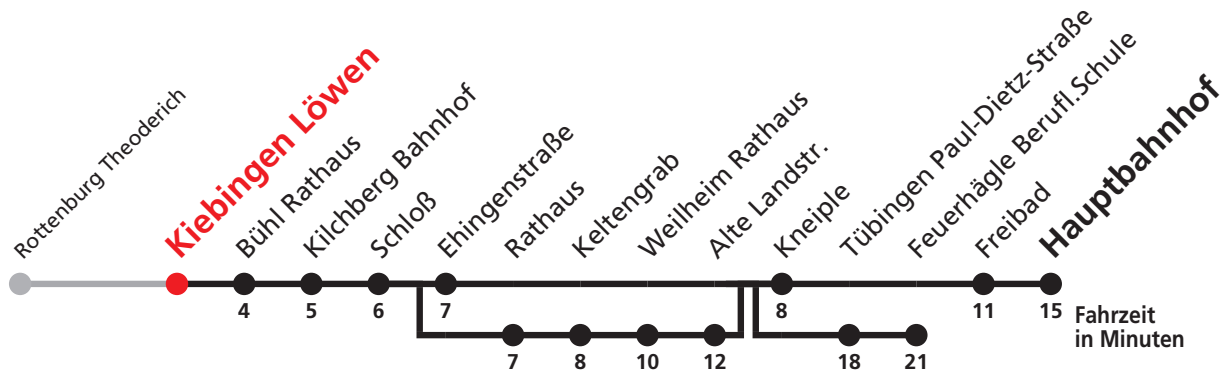 Rottenburg Theoderich
Kiebingen Löwen
Bühl Rathaus
Kilchberg Bahnhof
Schloß
Ehingenstraße
Rathaus
Keltengrab
Weilheim Rathaus
Alte Landstr.
Kneiple
Tübingen Paul-Dietz-Straße
Feuerhägle Berufl.Schule
Freibad
Hauptbahnhof
4 5 6 7 8 11 15
Fahrzeit
in Minuten
7 8 10 12 18 21